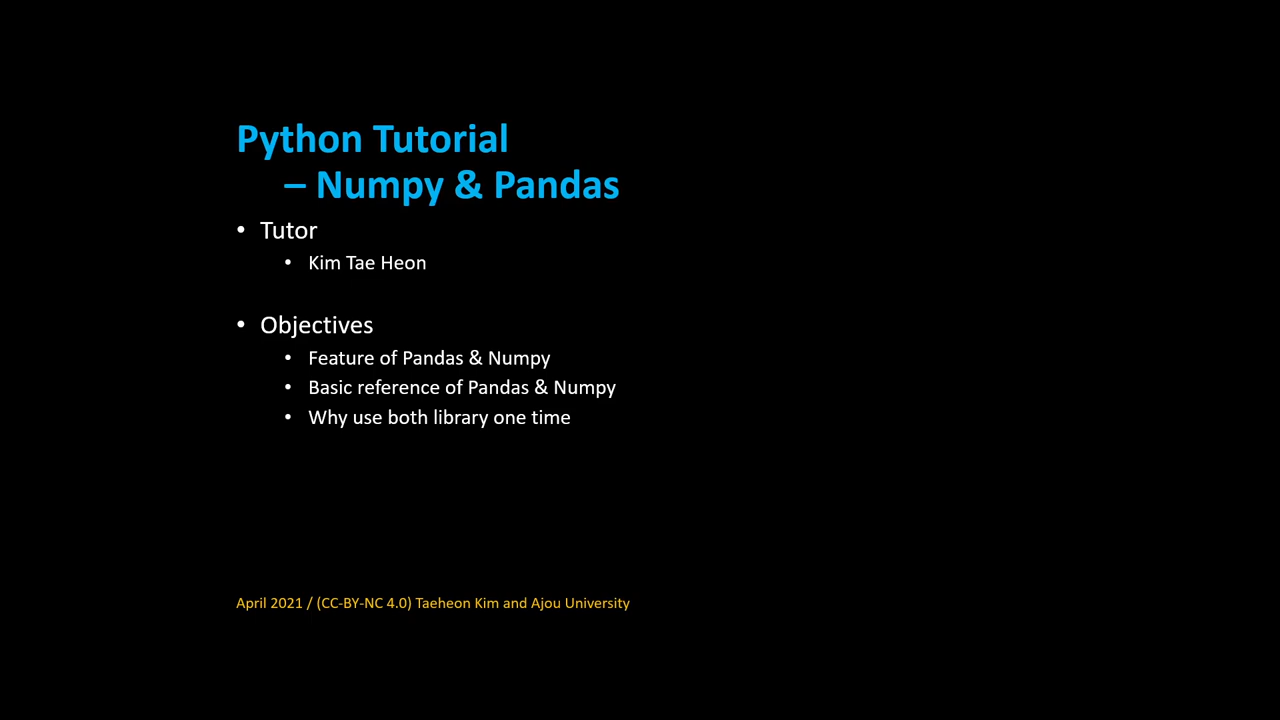 Python Tutorial
– Numpy & Pandas
• Tutor
• Kim Tae Heon
• Objectives
• Feature of Pandas & Numpy
• Basic reference of Pandas & Numpy
• Why use both library one time
April 2021 / (CC-BY-NC 4.0) Taeheon Kim and Ajou University